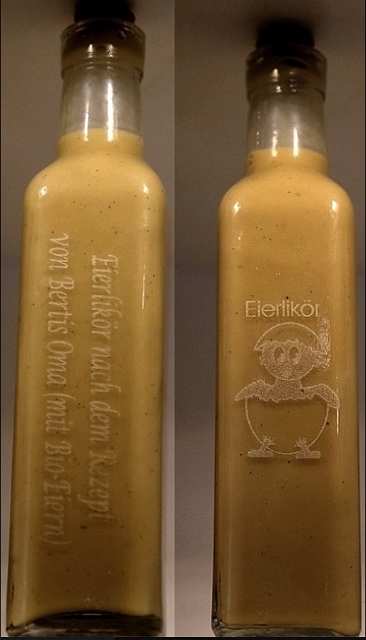 Eierlikör nach dem Rezept
von Bertis Oma (mit Bio-Eiern)
Eierlikör